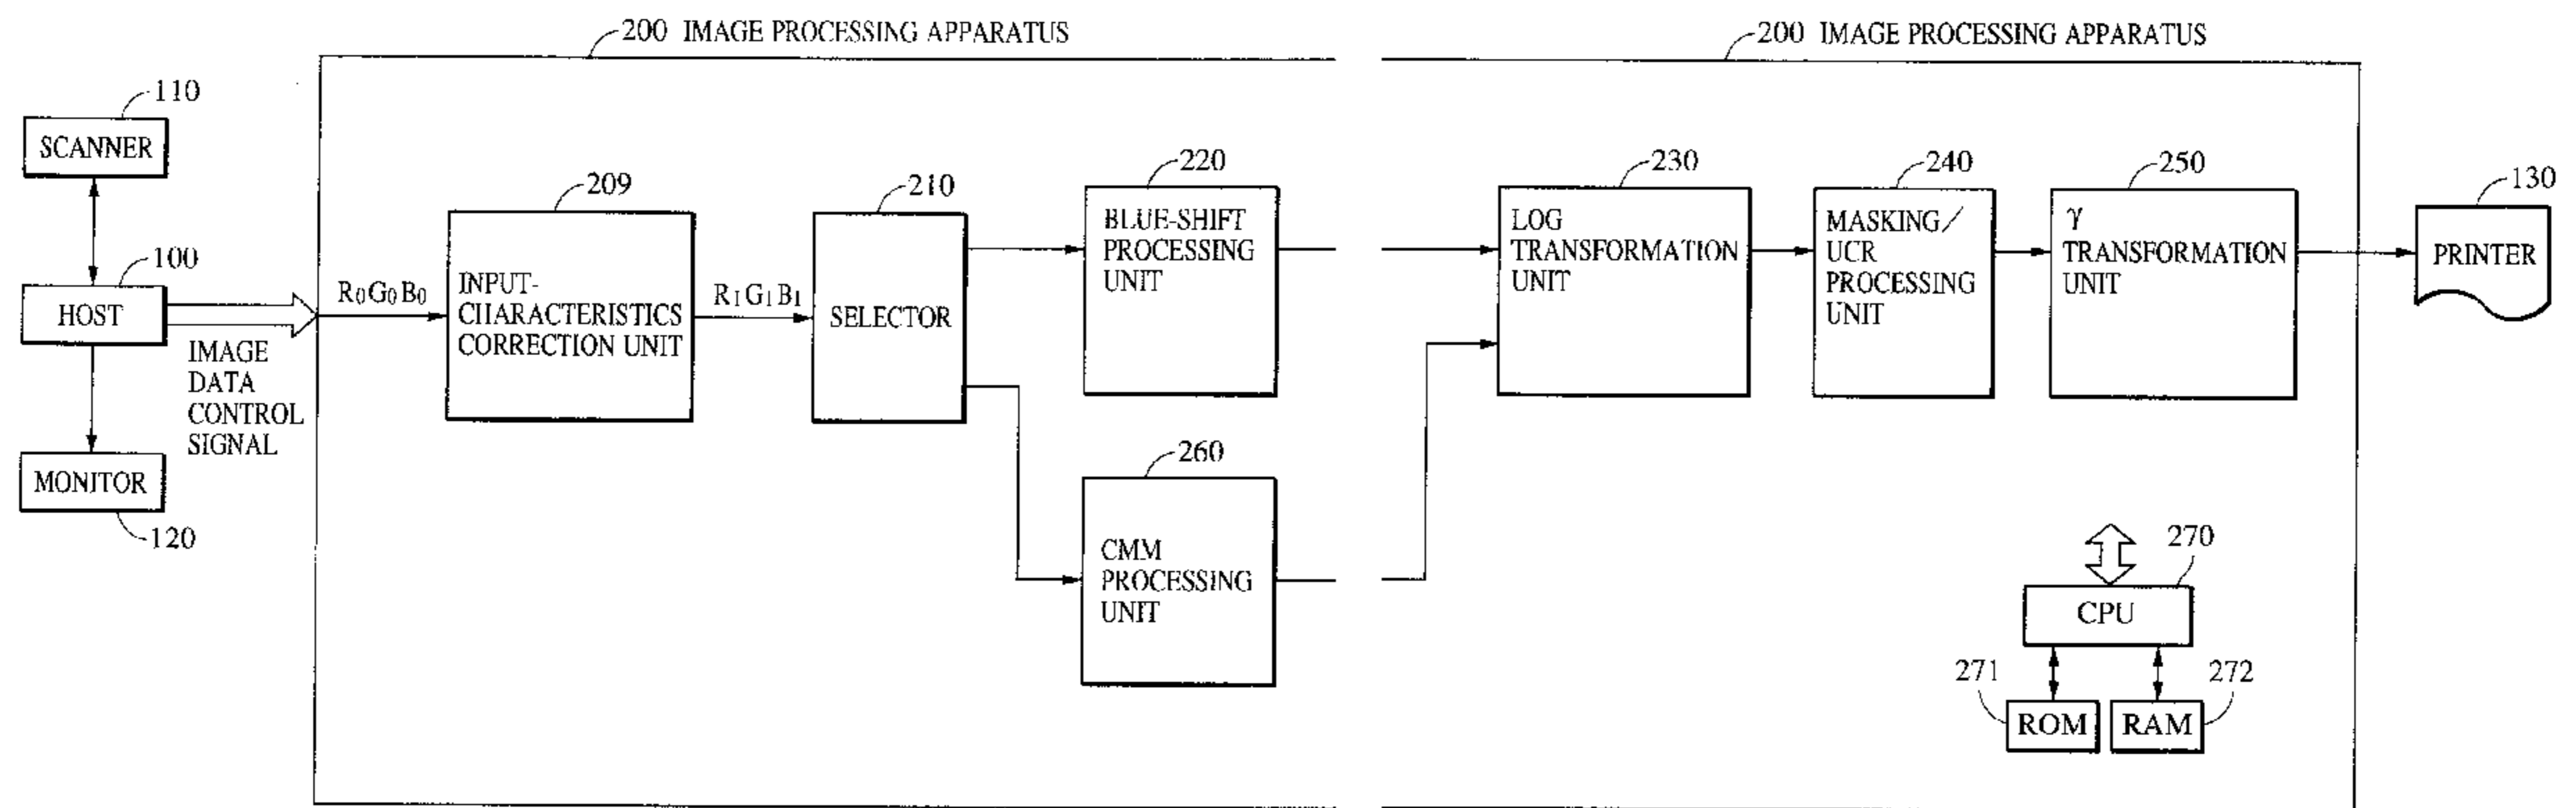 200 IMAGE PROCESSING APPARATUS
200 IMAGE PROCESSING APPARATUS
110
SCANNER
100
HOST
IMAGE
DATA
CONTROL
SIGNAL
MONITOR
120
R0G0B0
209
INPUT-
CHARACTERISTICS
CORRECTION UNIT
R1G1B1
210
SELECTOR
220
BLUE-SHIFT
PROCESSING
UNIT
260
CMM
PROCESSING
UNIT
230
LOG
TRANSFORMATION
UNIT
240
MASKING/
UCR
PROCESSING
UNIT
250
γ
TRANSFORMATION
UNIT
130
PRINTER
270
CPU
271
ROM
RAM
272